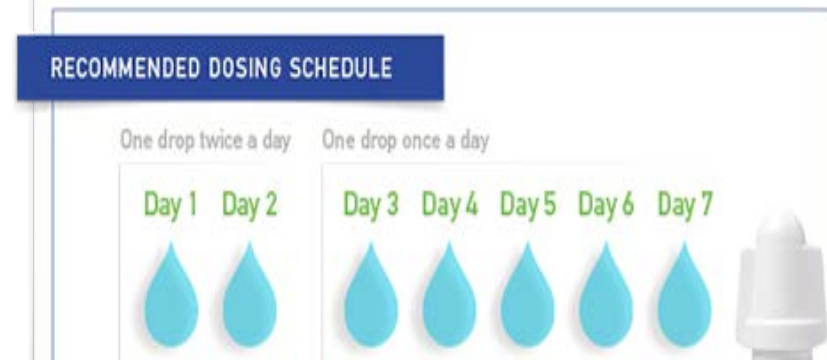 RECOMMENDED DOSING SCHEDULE
One drop twice a day One drop once a day
Day 1 Day 2 Day 3 Day 4 Day 5 Day 6 Day 7